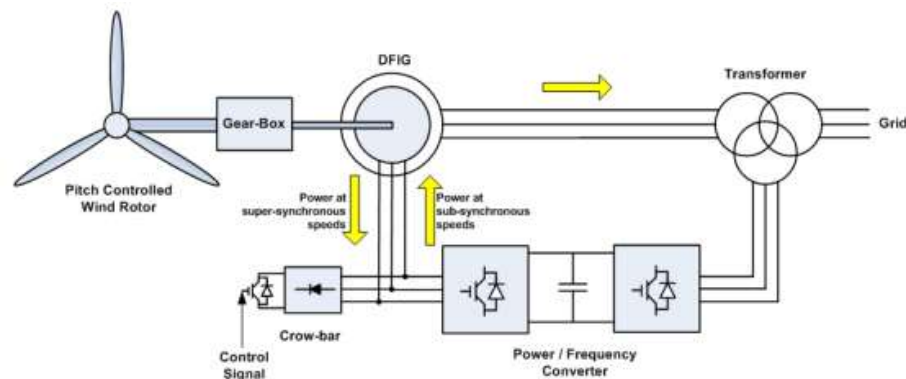 DFIG
Transformer
Gear-Box
Grid
Pitch Controlled
Wind Rotor
Power at
super-synchronous
speeds
Power at
sub-synchronous
speeds
Crow-bar
Control
Signal
Power / Frequency
Converter